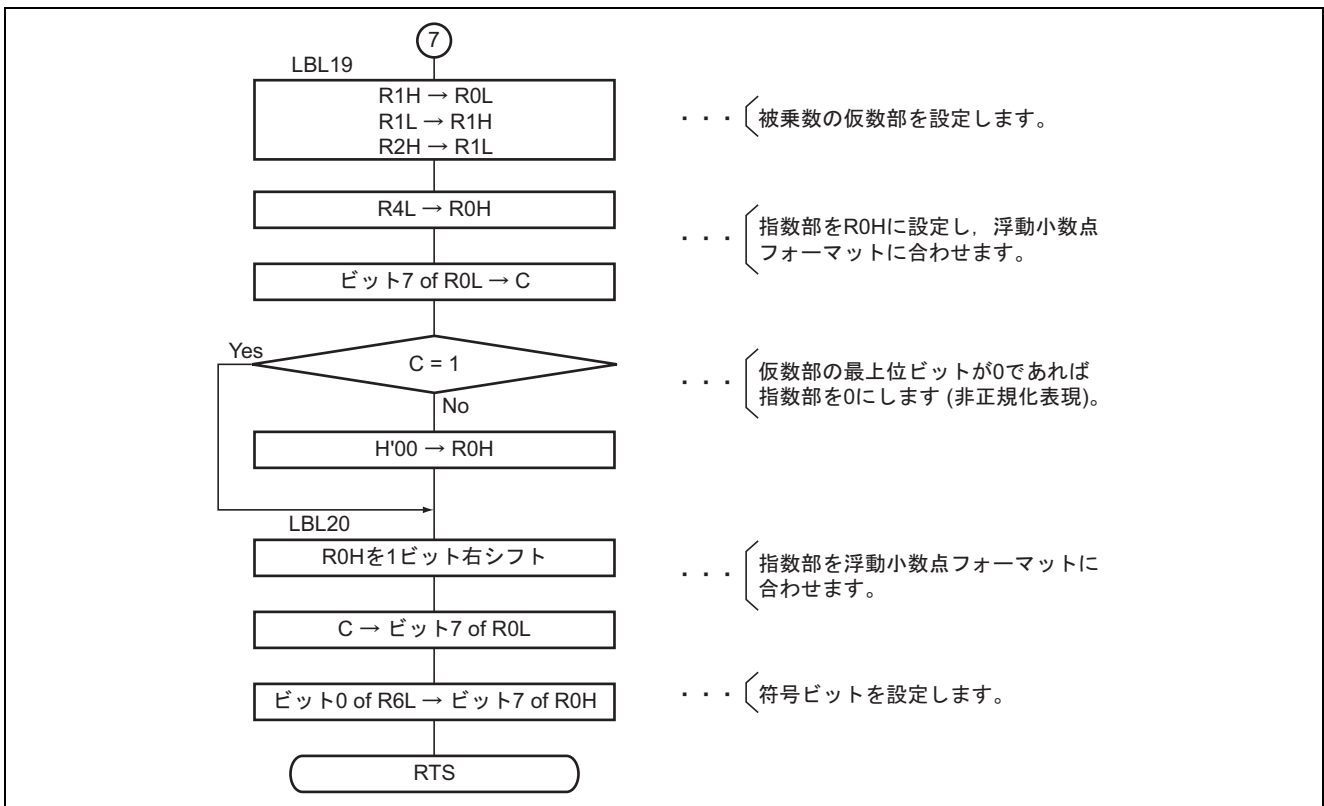 7
LBL19
R1H → R0L
R1L → R1H
R2H → R1L
・・・ 被乗数の仮数部を設定します。
R4L → R0H
・・・ 指数部をR0Hに設定し，浮動小数点
フォーマットに合わせます。
ビット7 of R0L → C
Yes
C = 1
・・・ 仮数部の最上位ビットが0であれば
指数部を0にします (非正規化表現)。
No
H'00 → R0H
LBL20
R0Hを1ビット右シフト
・・・ 指数部を浮動小数点フォーマットに
合わせます。
C → ビット7 of R0L
ビット0 of R6L → ビット7 of R0H
・・・ 符号ビットを設定します。
RTS